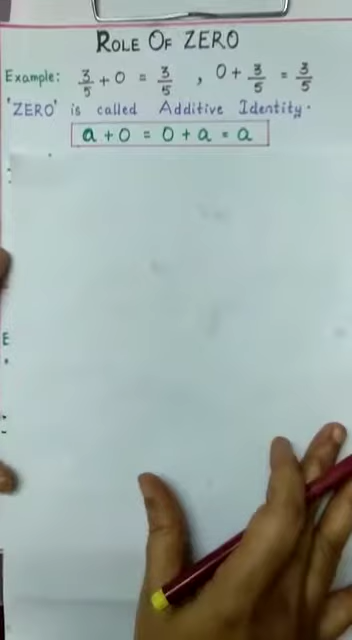 ROLE OF ZERO
Example: 3/5 + 0 = 3/5 , 0 + 3/5 = 3/5
'ZERO' is called Additive Identity.
a + 0 = 0 + a = a
E